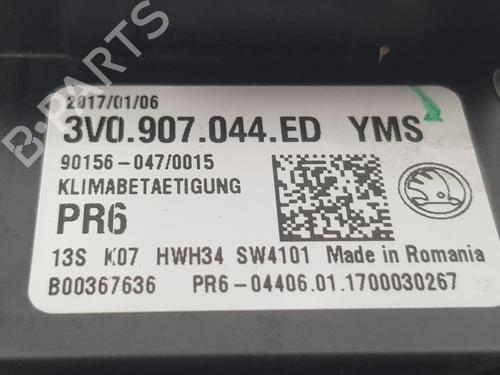 B-PARTS
2017/01/06
3V0.907.044.ED YMS
90156-047/0015
KLIMABETAETIGUNG
PR6
13S K07 HWH34 SW4101 Made in Romania
B00367636 PR6-04406.01.1700030267